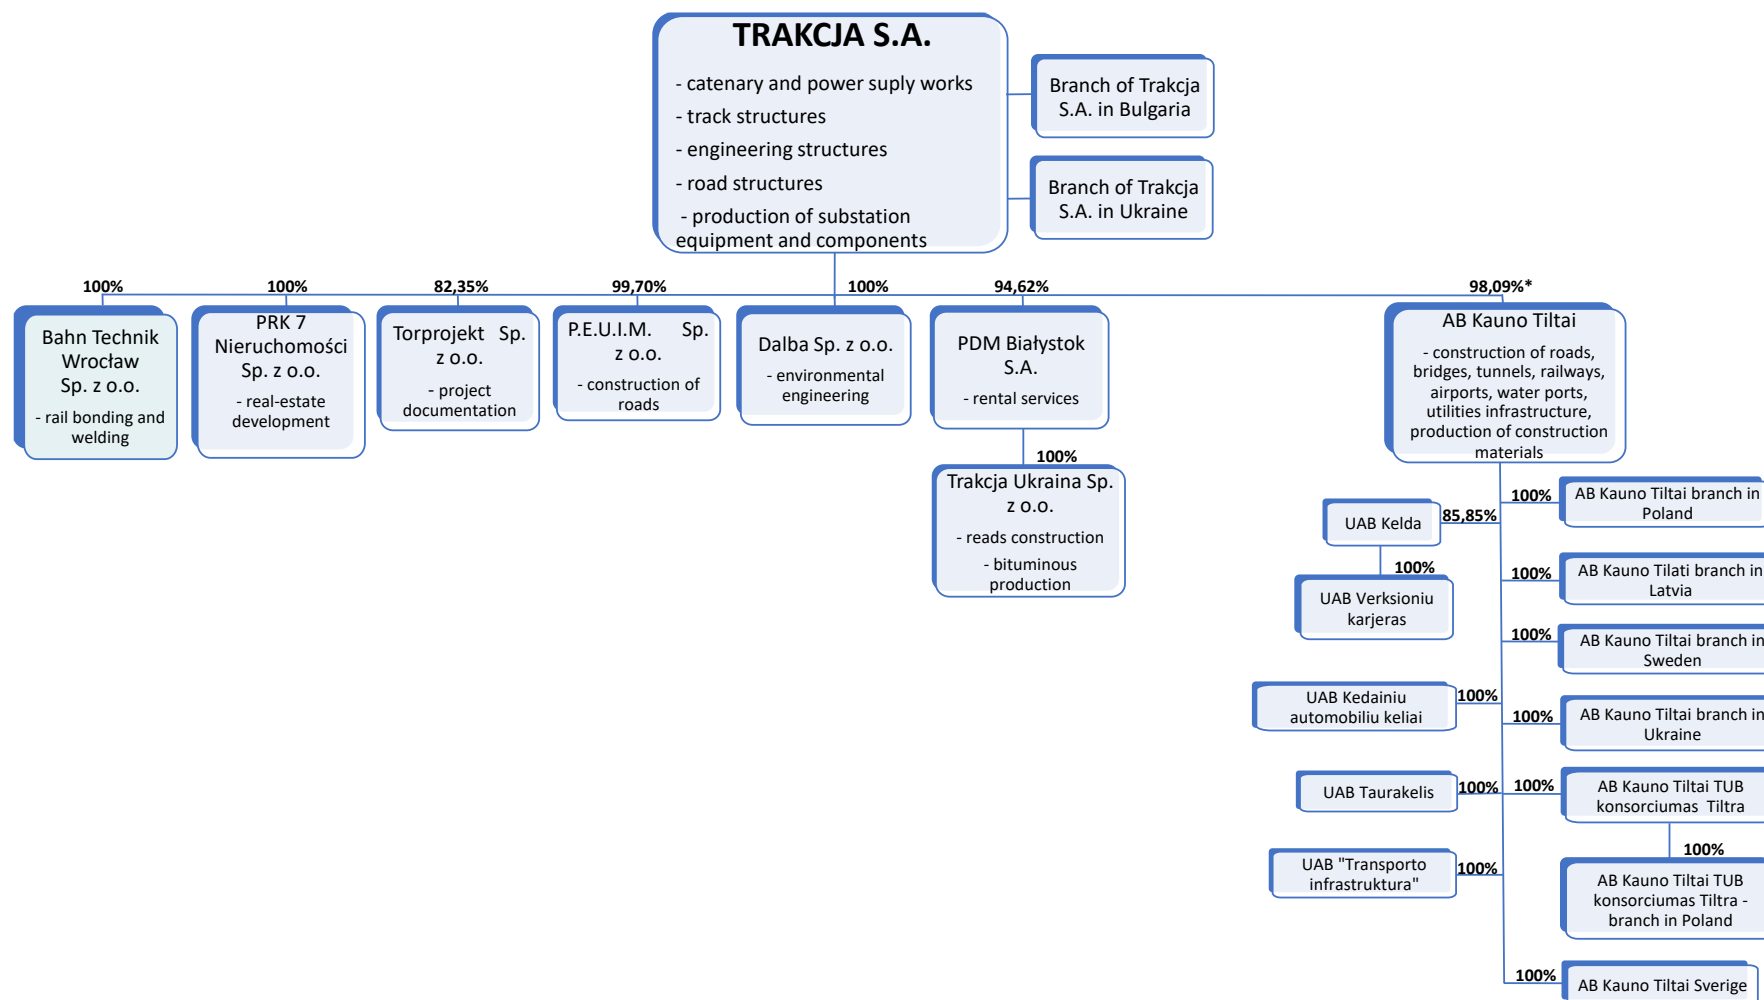 TRAKCJA S.A.
- catenary and power suply works
- track structures
- engineering structures
- road structures
- production of substation
equipment and components
Branch of Trakcja
S.A. in Bulgaria
Branch of Trakcja
S.A. in Ukraine
100%
100%
82,35%
99,70%
100%
94,62%
98,09%*
Bahn Technik
Wrocław
Sp. z o.o.
- rail bonding and
welding
PRK 7
Nieruchomości
Sp. z o.o.
- real-estate
development
Torprojekt Sp.
z o.o.
- project
documentation
P.E.U.I.M. Sp.
z o.o.
- construction of
roads
Dalba Sp. z o.o.
- environmental
engineering
PDM Białystok
S.A.
- rental services
100%
Trakcja Ukraina Sp.
z o.o.
- reads construction
- bituminous
production
AB Kauno Tiltai
- construction of roads,
bridges, tunnels, railways,
airports, water ports,
utilities infrastructure,
production of construction
materials
UAB Kelda
85,85%
100%
UAB Verksioniu
karjeras
UAB Kedainiu
automobiliu keliai
100%
UAB Taurakelis
100%
UAB "Transporto
infrastruktura"
100%
100%
AB Kauno Tiltai branch in
Poland
100%
AB Kauno Tilati branch in
Latvia
100%
AB Kauno Tiltai branch in
Sweden
100%
AB Kauno Tiltai branch in
Ukraine
100%
AB Kauno Tiltai TUB
konsorciumas Tiltra
100%
AB Kauno Tiltai TUB
konsorciumas Tiltra -
branch in Poland
100%
AB Kauno Tiltai Sverige